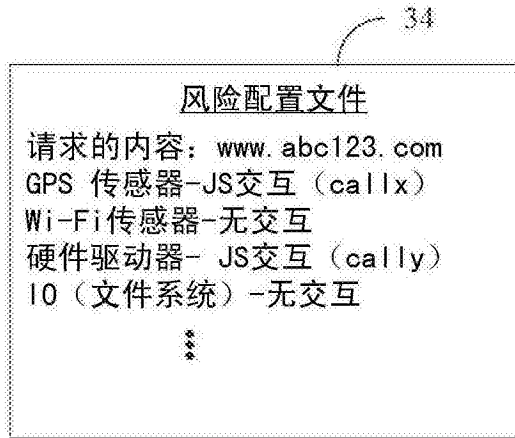 34
风险配置文件
请求的内容：www.abc123.com
GPS 传感器-JS交互（callx）
Wi-Fi传感器-无交互
硬件驱动器- JS交互（cally）
IO（文件系统）-无交互